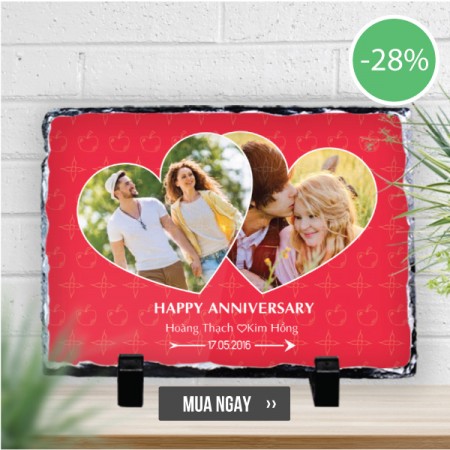 -28%
HAPPY ANNIVERSARY
Hoàng Thạch ♡ Kim Hồng
17.05.2016
MUA NGAY ››